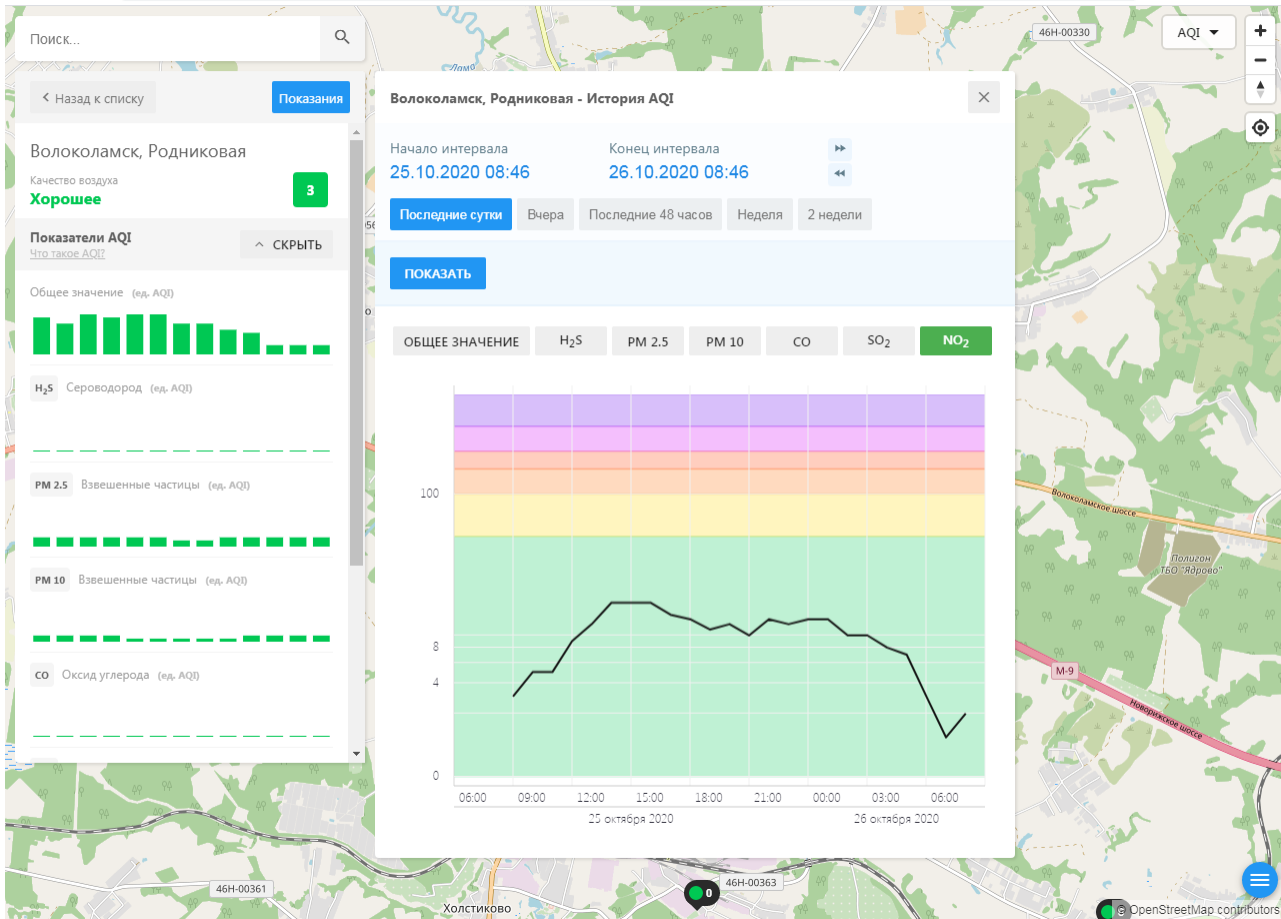 Поиск...
Лама
46Н-00330
AQI
Назад к списку
Показания
Волоколамск, Родниковая
Качество воздуха
Хорошее
3
Показатели AQI
Что такое AQI?
СКРЫТЬ
Общее значение (ед. AQI)
H2S Сероводород (ед. AQI)
PM 2.5 Взвешенные частицы (ед. AQI)
PM 10 Взвешенные частицы (ед. AQI)
CO Оксид углерода (ед. AQI)
Волоколамск, Родниковая - История AQI
Начало интервала
25.10.2020 08:46
Конец интервала
26.10.2020 08:46
Последние сутки
Вчера
Последние 48 часов
Неделя
2 недели
ПОКАЗАТЬ
ОБЩЕЕ ЗНАЧЕНИЕ
H2S
PM 2.5
PM 10
CO
SO2
NO2
100
8
4
0
06:00 09:00 12:00 15:00 18:00 21:00 00:00 03:00 06:00
25 октября 2020
26 октября 2020
Волоколамское шоссе
Полигон
ТБО "Ядрово"
М-9
Новорижское шоссе
46Н-00361
46Н-00363
0
Холстиково
© OpenStreetMap contributors